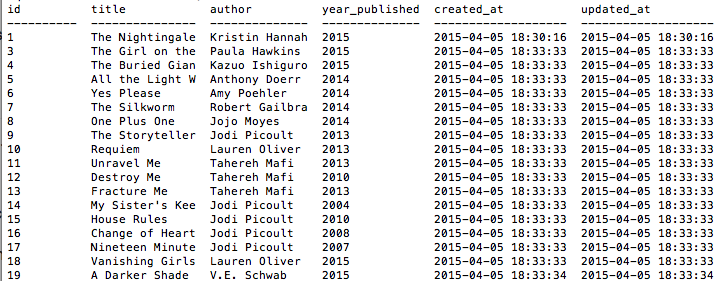 id title author year_published created_at updated_at
---------- -------------- ------------- -------------- ------------------- -------------------
1 The Nightingale Kristin Hannah 2015 2015-04-05 18:30:16 2015-04-05 18:30:16
3 The Girl on the Paula Hawkins 2015 2015-04-05 18:33:33 2015-04-05 18:33:33
4 The Buried Gian Kazuo Ishiguro 2015 2015-04-05 18:33:33 2015-04-05 18:33:33
5 All the Light W Anthony Doerr 2014 2015-04-05 18:33:33 2015-04-05 18:33:33
6 Yes Please Amy Poehler 2014 2015-04-05 18:33:33 2015-04-05 18:33:33
7 The Silkworm Robert Gailbra 2014 2015-04-05 18:33:33 2015-04-05 18:33:33
8 One Plus One Jojo Moyes 2014 2015-04-05 18:33:33 2015-04-05 18:33:33
9 The Storyteller Jodi Picoult 2013 2015-04-05 18:33:33 2015-04-05 18:33:33
10 Requiem Lauren Oliver 2013 2015-04-05 18:33:33 2015-04-05 18:33:33
11 Unravel Me Tahereh Mafi 2013 2015-04-05 18:33:33 2015-04-05 18:33:33
12 Destroy Me Tahereh Mafi 2010 2015-04-05 18:33:33 2015-04-05 18:33:33
13 Fracture Me Tahereh Mafi 2013 2015-04-05 18:33:33 2015-04-05 18:33:33
14 My Sister's Kee Jodi Picoult 2004 2015-04-05 18:33:33 2015-04-05 18:33:33
15 House Rules Jodi Picoult 2010 2015-04-05 18:33:33 2015-04-05 18:33:33
16 Change of Heart Jodi Picoult 2008 2015-04-05 18:33:33 2015-04-05 18:33:33
17 Nineteen Minute Jodi Picoult 2007 2015-04-05 18:33:33 2015-04-05 18:33:33
18 Vanishing Girls Lauren Oliver 2015 2015-04-05 18:33:33 2015-04-05 18:33:33
19 A Darker Shade V.E. Schwab 2015 2015-04-05 18:33:34 2015-04-05 18:33:34